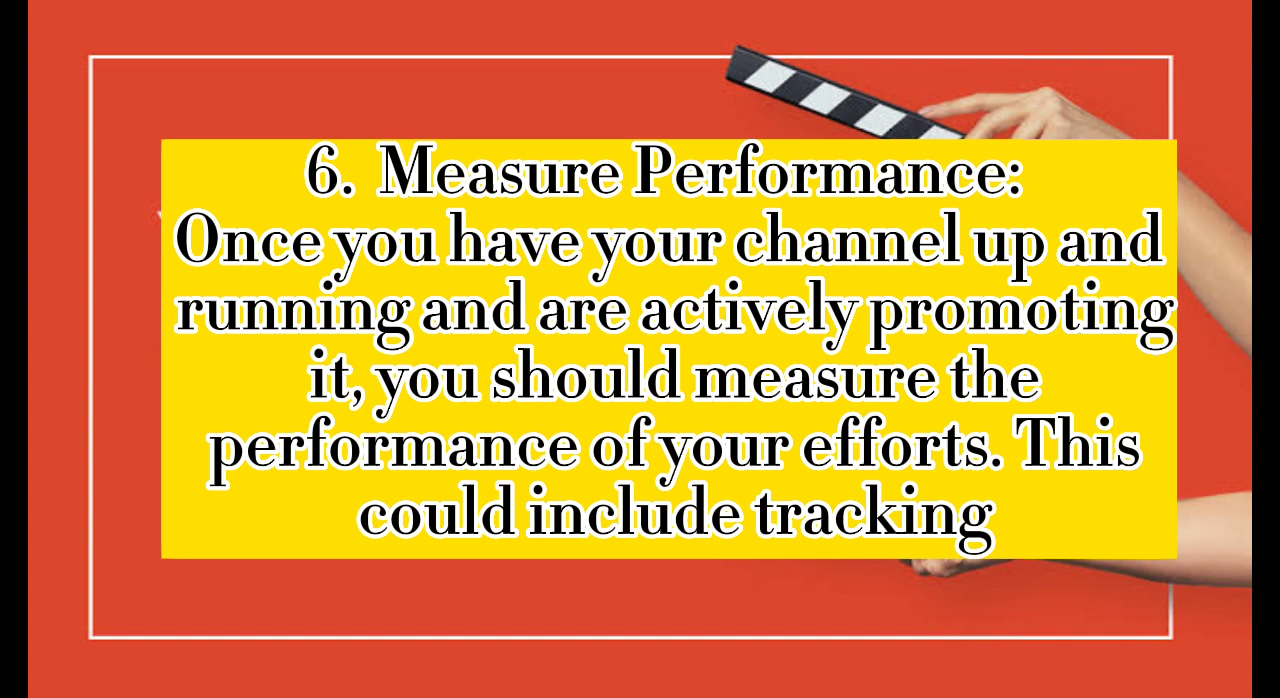 6. Measure Performance:
Once you have your channel up and
running and are actively promoting
it, you should measure the
performance of your efforts. This
could include tracking